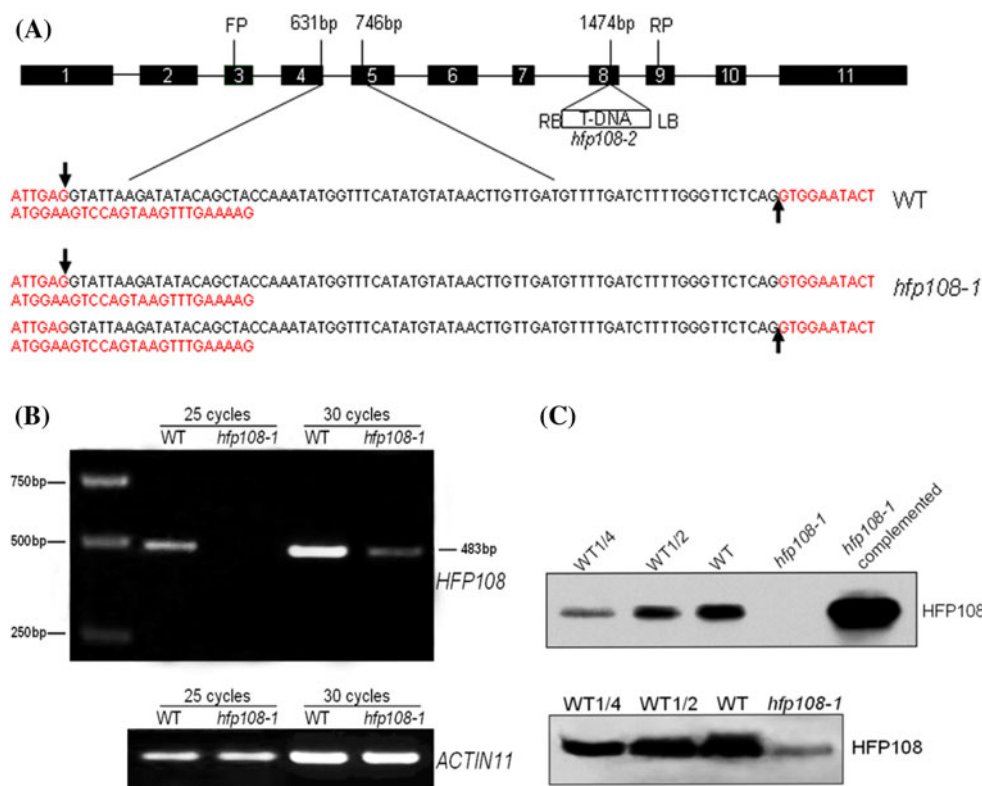 (A)
FP 631bp 746bp 1474bp RP
1 2 3 4 5 6 7 8 9 10 11
RB T-DNA LB
hfp108-2
ATTGAGGTATTAAGATATACAGCTACCAAATATGGTTTCATATGTATAACTTGTTGATGTTTTGATCTTTTGGGTTCTCAGGTGGAATACT
WT
ATGGAAGTCCAGTAAGTTTGAAAAG
ATTGAGGTATTAAGATATACAGCTACCAAATATGGTTTCATATGTATAACTTGTTGATGTTTTGATCTTTTGGGTTCTCAGGTGGAATACT
hfp108-1
ATGGAAGTCCAGTAAGTTTGAAAAG
ATTGAGGTATTAAGATATACAGCTACCAAATATGGTTTCATATGTATAACTTGTTGATGTTTTGATCTTTTGGGTTCTCAGGTGGAATACT
ATGGAAGTCCAGTAAGTTTGAAAAG
(B)
25 cycles 30 cycles
WT hfp108-1 WT hfp108-1
750bp
500bp
483bp
HFP108
250bp
25 cycles 30 cycles
WT hfp108-1 WT hfp108-1
ACTIN11
(C)
WT1/4 WT1/2 WT hfp108-1 hfp108-1
complemented
HFP108
WT1/4 WT1/2 WT hfp108-1
HFP108